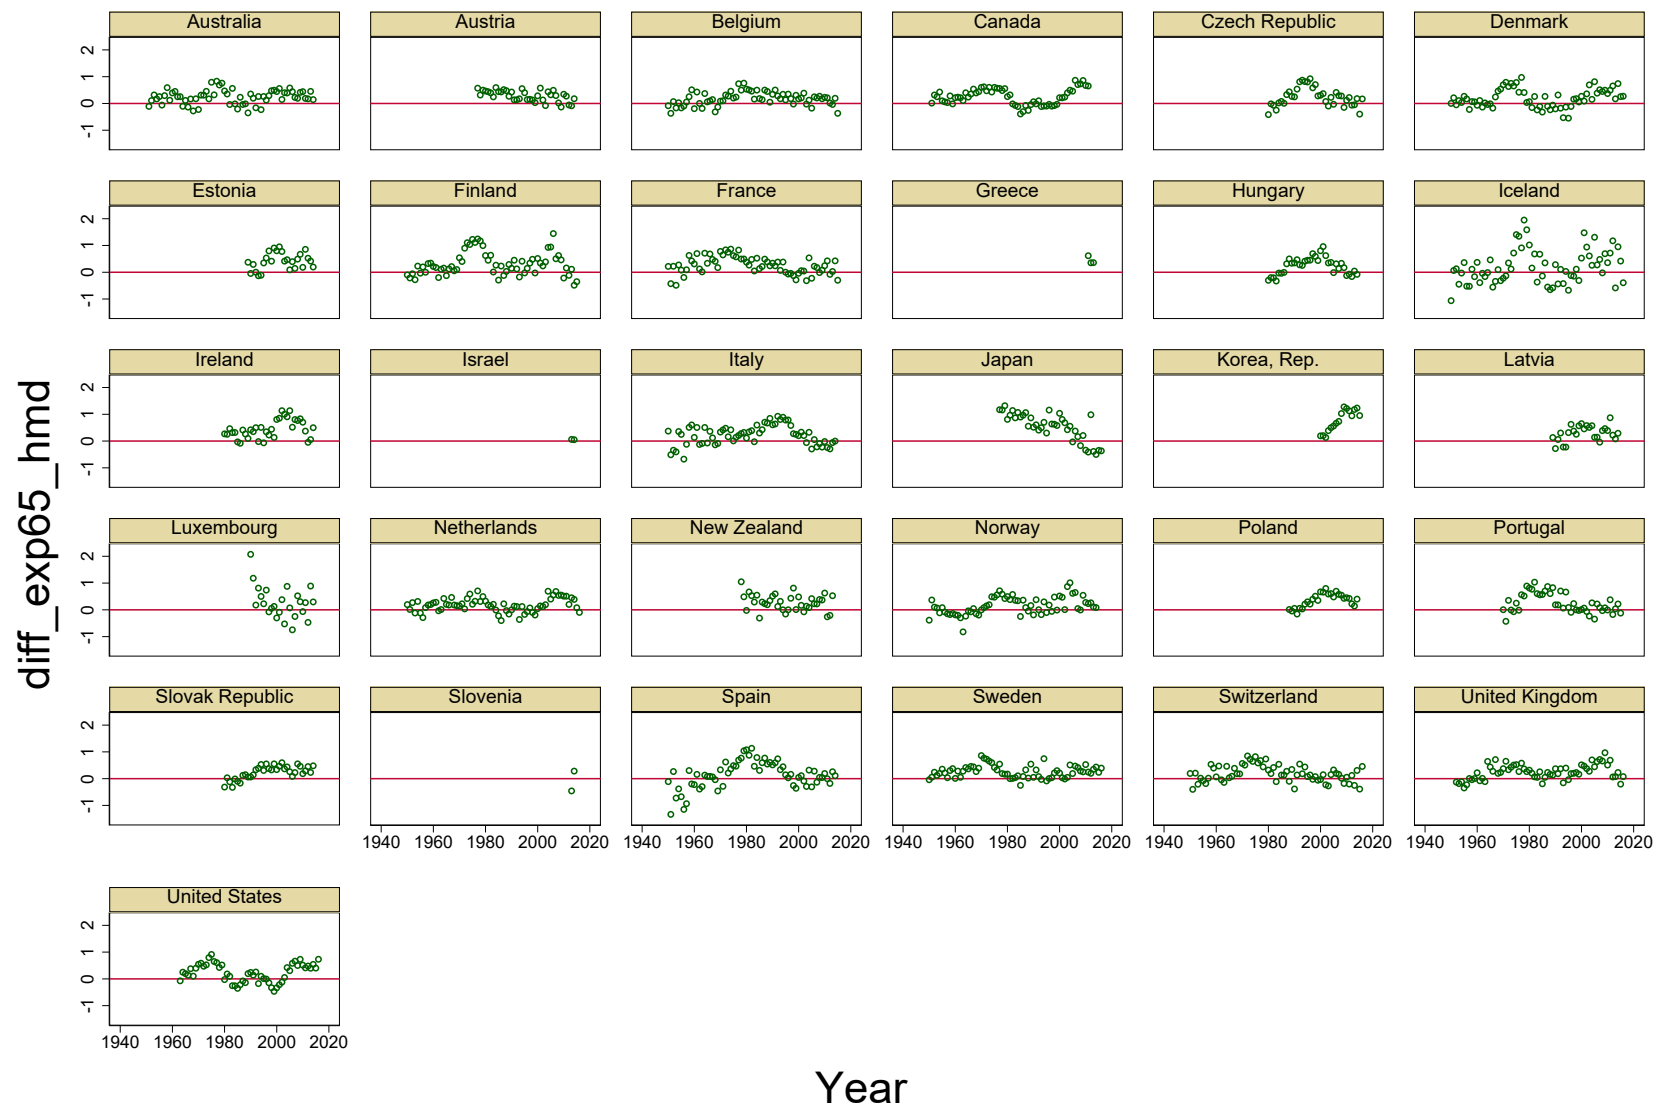 Australia Austria Belgium Canada Czech Republic Denmark
2
1
0
-1
Estonia Finland France Greece Hungary Iceland
2
1
0
-1
Ireland Israel Italy Japan Korea, Rep. Latvia
2
1
0
-1
diff_exp65_hmd
Luxembourg Netherlands New Zealand Norway Poland Portugal
2
1
0
-1
Slovak Republic Slovenia Spain Sweden Switzerland United Kingdom
2
1
0
-1
1940 1960 1980 2000 2020 1940 1960 1980 2000 2020 1940 1960 1980 2000 2020 1940 1960 1980 2000 2020 1940 1960 1980 2000 2020
United States
2
1
0
-1
1940 1960 1980 2000 2020
Year